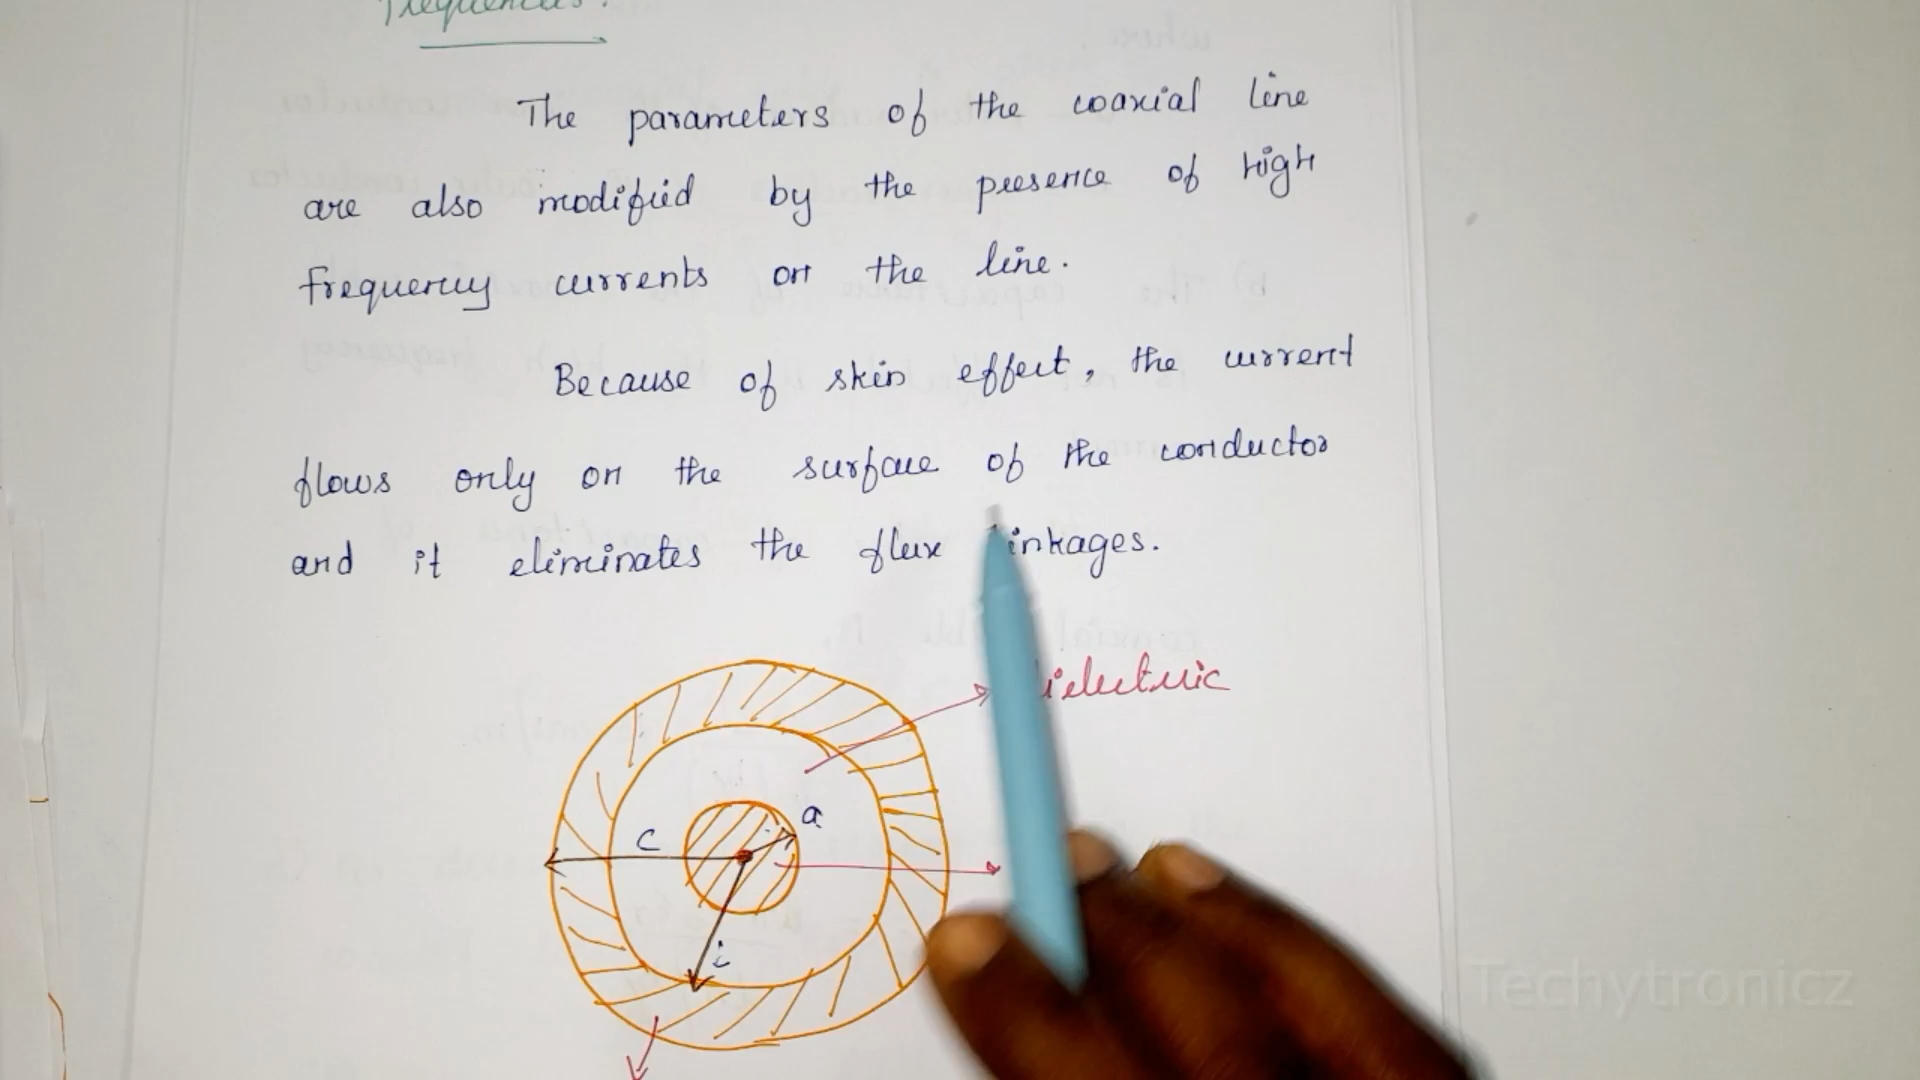 frequencies:
The parameters of the coaxial line
are also modified by the presence of high
frequency currents on the line.
Because of skin effect, the current
flows only on the surface of the conductor
and it eliminates the flux linkages.
dielectric
a
c
i
Techytronicz